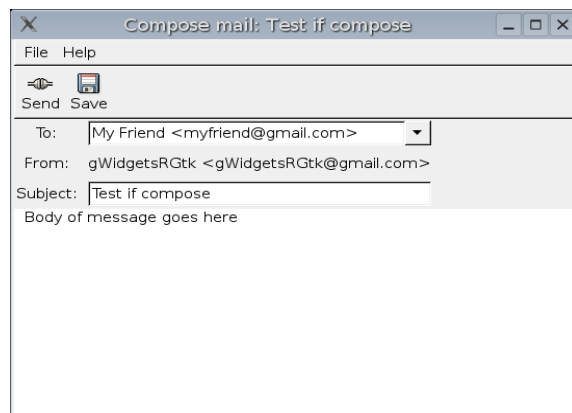 Compose mail: Test if compose
File Help
Send Save
To: My Friend <myfriend@gmail.com>
From: gWidgetsRGtk <gWidgetsRGtk@gmail.com>
Subject: Test if compose
Body of message goes here